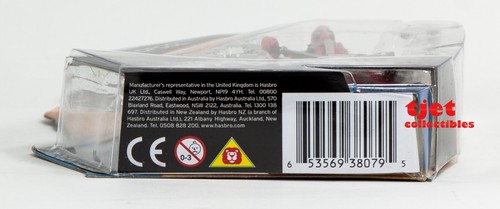 Manufacturer's representative in the United Kingdom is Hasbro
UK Ltd., Caswell Way, Newport, NP19 4YH. Tel. 00800
22427276. Distributed in Australia by Hasbro Australia Ltd., 570
Blaxland Road, Eastwood, NSW 2122, Australia. Tel. 1300 138
697. Distributed in New Zealand by Hasbro NZ (a branch of
Hasbro Australia Ltd.), 221 Albany Highway, Auckland, New
Zealand. Tel. 0508 828 200. www.hasbro.com
CE
0-3
6 53569 38079 5
tjet
collectibles